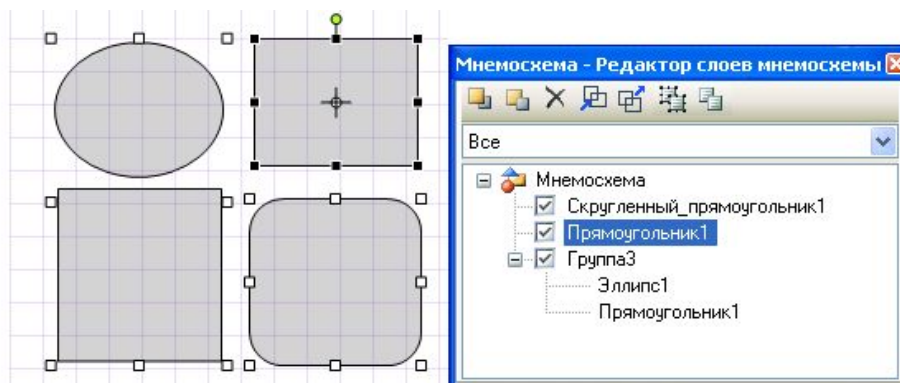 Мнемосхема - Редактор слоев мнемосхемы
Все
Мнемосхема
Скругленный_прямоугольник1
Прямоугольник1
Группа3
Эллипс1
Прямоугольник1